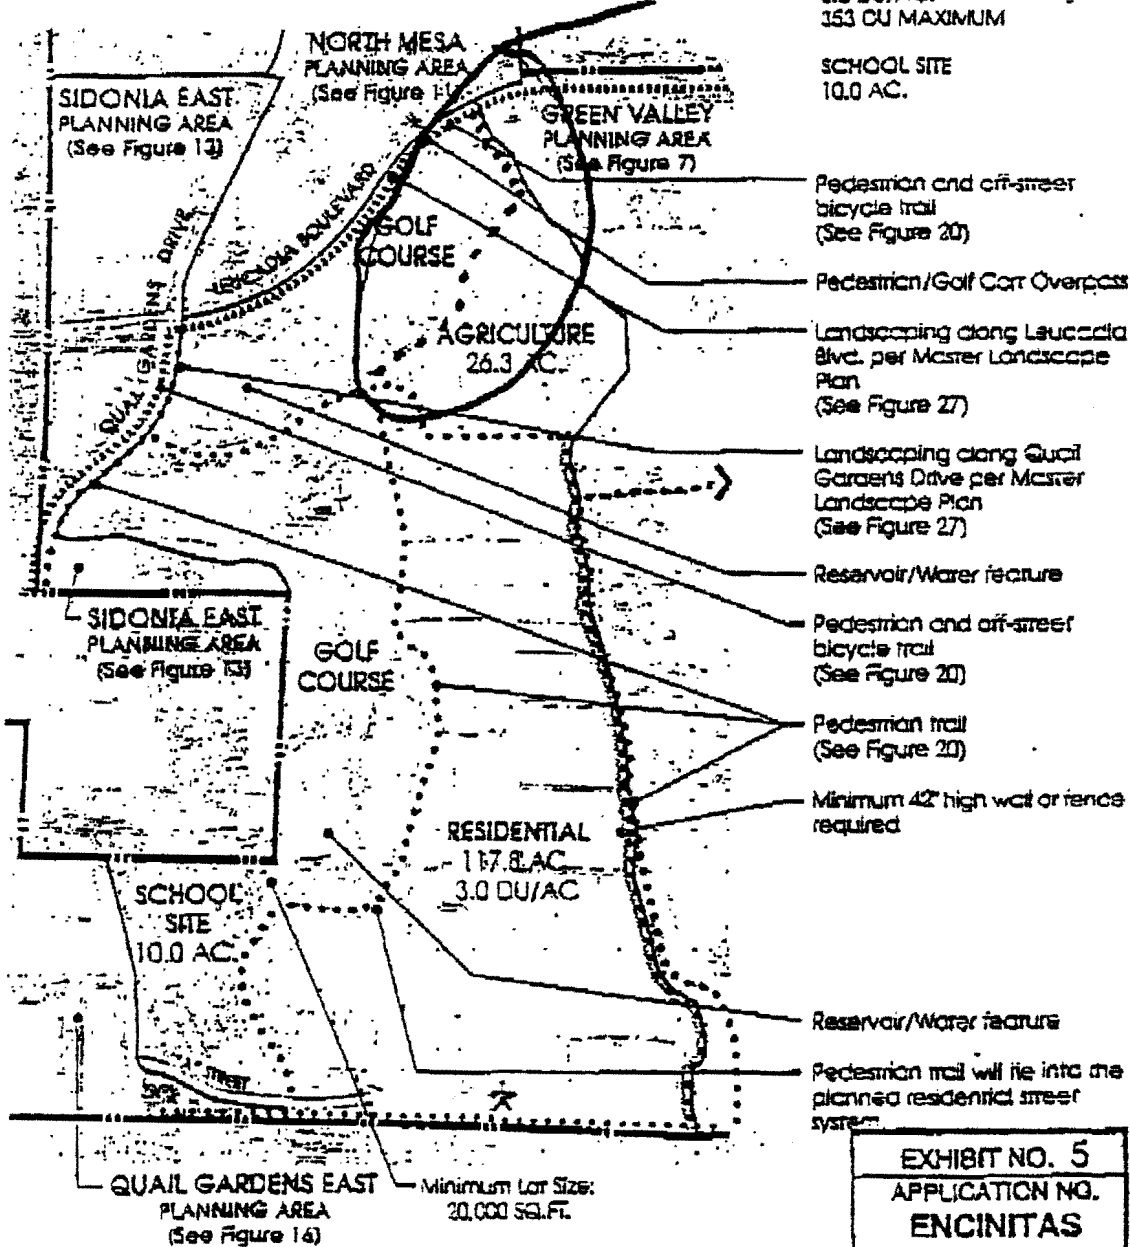 353 DU MAXIMUM
SCHOOL SITE
10.0 AC.
NORTH MESA
PLANNING AREA
(See Figure 11)
SIDONIA EAST
PLANNING AREA
(See Figure 13)
GREEN VALLEY
PLANNING AREA
(See Figure 7)
LEUCADIA BOULEVARD
QUAIL GARDENS DRIVE
GOLF
COURSE
AGRICULTURE
26.3 AC.
Pedestrian and off-street
bicycle trail
(See Figure 20)
Pedestrian/Golf Cart Overpass
Landscaping along Leucadia
Blvd. per Master Landscape
Plan
(See Figure 27)
Landscaping along Quail
Gardens Drive per Master
Landscape Plan
(See Figure 27)
Reservoir/Water feature
Pedestrian and off-street
bicycle trail
(See Figure 20)
Pedestrian trail
(See Figure 20)
Minimum 42" high wall or fence
required
SIDONIA EAST
PLANNING AREA
(See Figure 13)
GOLF
COURSE
RESIDENTIAL
117.8 AC
3.0 DU/AC
SCHOOL
SITE
10.0 AC.
STREET
Reservoir/Water feature
Pedestrian trail will tie into the
planned residential street
system
QUAIL GARDENS EAST
PLANNING AREA
(See Figure 16)
Minimum Lot Size:
20,000 SQ.FT.
EXHIBIT NO. 5
APPLICATION NO.
ENCINITAS